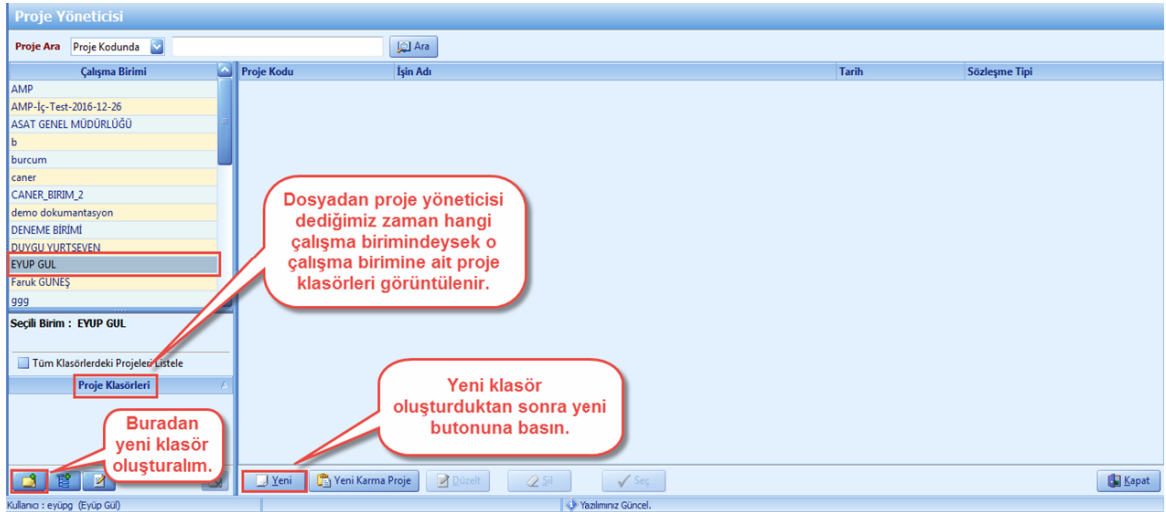 Proje Yöneticisi
Proje Ara Proje Kodunda Ara
Çalışma Birimi Proje Kodu İşin Adı Tarih Sözleşme Tipi
AMP
AMP-İç-Test-2016-12-26
ASAT GENEL MÜDÜRLÜĞÜ
b
burcum
caner
CANER_BIRIM_2
demo dokumantasyon
DENEME BİRİMİ
DUYGU YURTSEVEN
EYUP GUL
Faruk GUNEŞ
ggg
Dosyadan proje yöneticisi
dediğimiz zaman hangi
çalışma birimindeysek o
çalışma birimine ait proje
klasörleri görüntülenir.
Seçili Birim : EYUP GUL
Tüm Klasörlerdeki Projeleri Listele
Proje Klasörleri
Yeni klasör
oluşturduktan sonra yeni
butonuna basın.
Buradan
yeni klasör
oluşturalım.
Yeni Yeni Karma Proje Düzelt Sil Seç Kapat
Kullanıcı : eyüpg (Eyüp Gül) Yazılımınız Güncel.